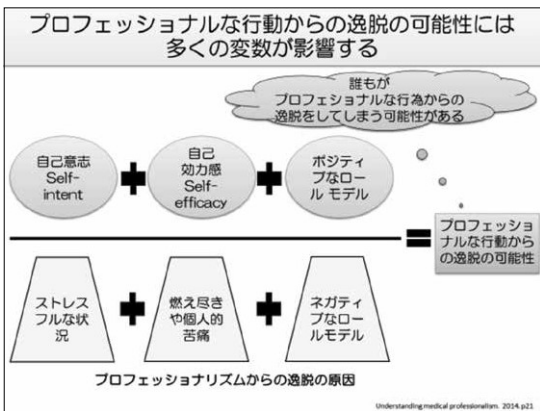 プロフェッショナルな行動からの逸脱の可能性には
多くの変数が影響する
誰もが
プロフェショナルな行為からの
逸脱をしてしまう可能性がある
自己意志
Self-
intent
自己
効力感
Self-
efficacy
ポジティ
ブなロー
ル モデル
プロフェッショ
ナルな行動か
らの逸脱の可
能性
ストレス
フルな状
況
燃え尽き
や個人的
苦痛
ネガティ
ブなロー
ルモデル
プロフェッショナリズムからの逸脱の原因
Understanding medical professionalism. 2014. p21